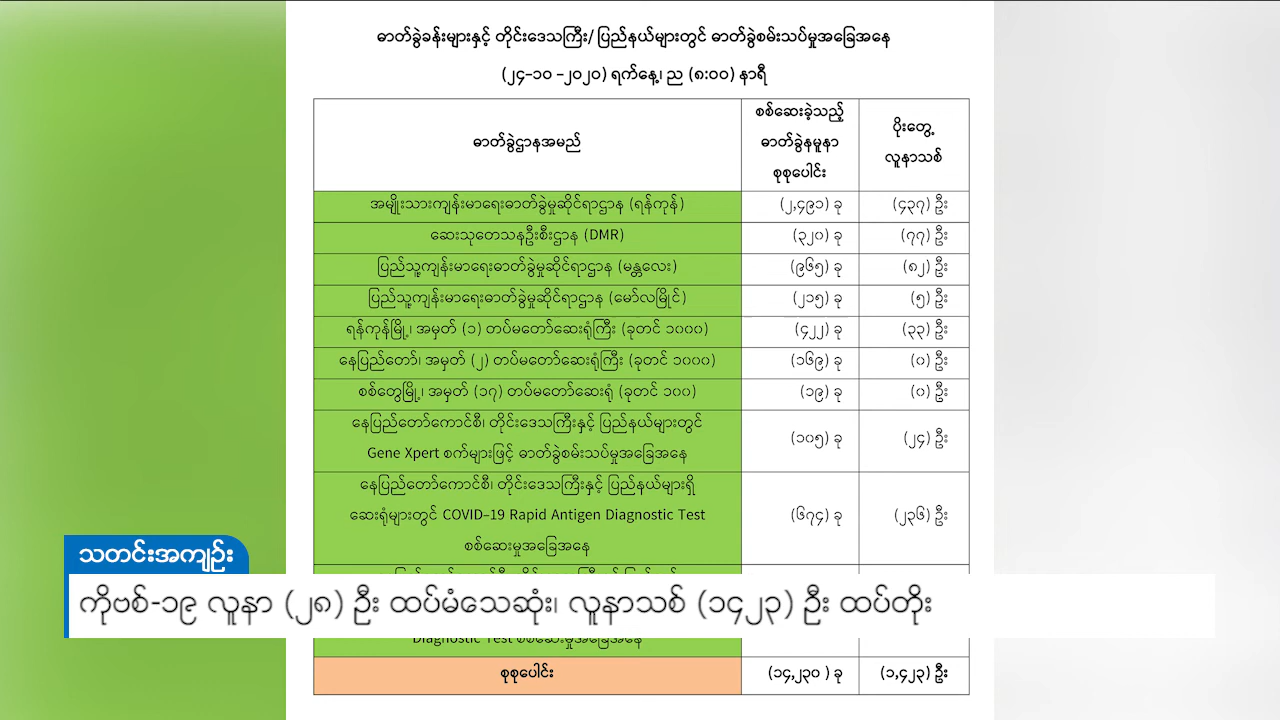 ဓာတ်ခွဲခန်းများနှင့် တိုင်းဒေသကြီး/ ပြည်နယ်များတွင် ဓာတ်ခွဲစမ်းသပ်မှုအခြေအနေ
(၂၄-၁၀ -၂၀၂၀) ရက်နေ့၊ ည (၈:၀၀) နာရီ
ဓာတ်ခွဲဌာနအမည်
စစ်ဆေးခဲ့သည့်
ဓာတ်ခွဲနမူနာ
စုစုပေါင်း
ပိုးတွေ့
လူနာသစ်
အမျိုးသားကျန်းမာရေးဓာတ်ခွဲမှုဆိုင်ရာဌာန (ရန်ကုန်) (၂,၄၉၁) ခု (၄၃၇) ဦး
ဆေးသုတေသနဦးစီးဌာန (DMR) (၃၂၀) ခု (၇၇) ဦး
ပြည်သူ့ကျန်းမာရေးဓာတ်ခွဲမှုဆိုင်ရာဌာန (မန္တလေး) (၉၆၅) ခု (၈၂) ဦး
ပြည်သူ့ကျန်းမာရေးဓာတ်ခွဲမှုဆိုင်ရာဌာန (မော်လမြိုင်) (၂၁၅) ခု (၅) ဦး
ရန်ကုန်မြို့၊ အမှတ် (၁) တပ်မတော်ဆေးရုံကြီး (ခုတင် ၁၀၀၀) (၄၂၂) ခု (၃၃) ဦး
နေပြည်တော်၊ အမှတ် (၂) တပ်မတော်ဆေးရုံကြီး (ခုတင် ၁၀၀၀) (၁၆၉) ခု (၀) ဦး
စစ်တွေမြို့၊ အမှတ် (၁၇) တပ်မတော်ဆေးရုံ (ခုတင် ၁၀၀) (၁၉) ခု (၀) ဦး
နေပြည်တော်ကောင်စီ၊ တိုင်းဒေသကြီးနှင့် ပြည်နယ်များတွင်
Gene Xpert စက်များဖြင့် ဓာတ်ခွဲစမ်းသပ်မှုအခြေအနေ
(၁၀၅) ခု (၂၄) ဦး
နေပြည်တော်ကောင်စီ၊ တိုင်းဒေသကြီးနှင့် ပြည်နယ်များရှိ
ဆေးရုံများတွင် COVID-19 Rapid Antigen Diagnostic Test
စစ်ဆေးမှုအခြေအနေ
(၆၇၄) ခု (၂၃၆) ဦး
သတင်းအကျဉ်း
ကိုဗစ်-၁၉ လူနာ (၂၈) ဦး ထပ်မံသေဆုံး၊ လူနာသစ် (၁၄၂၃) ဦး ထပ်တိုး
Diagnostic Test စစ်ဆေးမှုအခြေအနေ
စုစုပေါင်း (၁၄,၂၃၀ ) ခု (၁,၄၂၃) ဦး